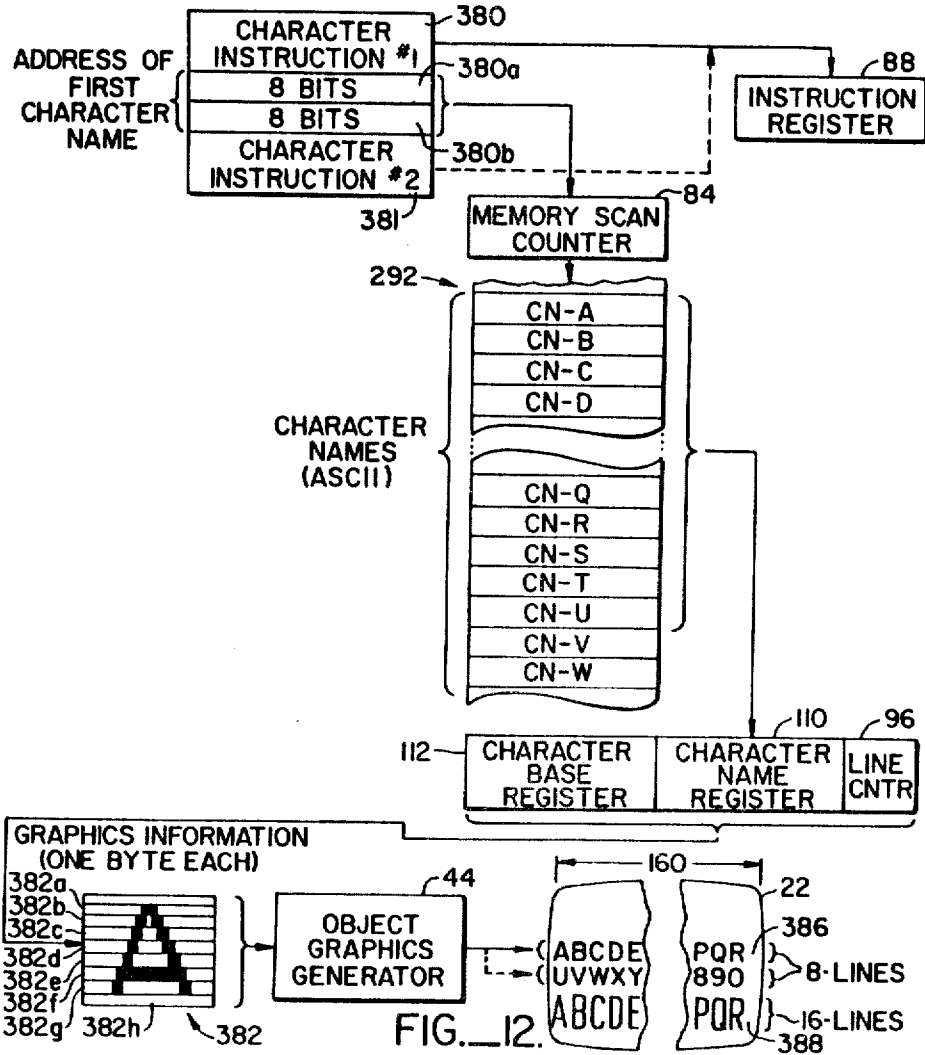 CHARACTER
INSTRUCTION #1
380
ADDRESS OF
FIRST
CHARACTER
NAME
380a
8 BITS
8 BITS
380b
CHARACTER
INSTRUCTION #2
381
88
INSTRUCTION
REGISTER
84
MEMORY SCAN
COUNTER
292
CN-A
CN-B
CN-C
CN-D
CHARACTER
NAMES
(ASCII)
CN-Q
CN-R
CN-S
CN-T
CN-U
CN-V
CN-W
110
96
112
CHARACTER
BASE
REGISTER
CHARACTER
NAME
REGISTER
LINE
CNTR
GRAPHICS INFORMATION
(ONE BYTE EACH)
382a
382b
382c
382d
382e
382f
382g
382h
382
A
44
OBJECT
GRAPHICS
GENERATOR
160
22
386
ABCDE PQR
8-LINES
UVWXY 890
ABCDE PQR
16-LINES
388
FIG._12.